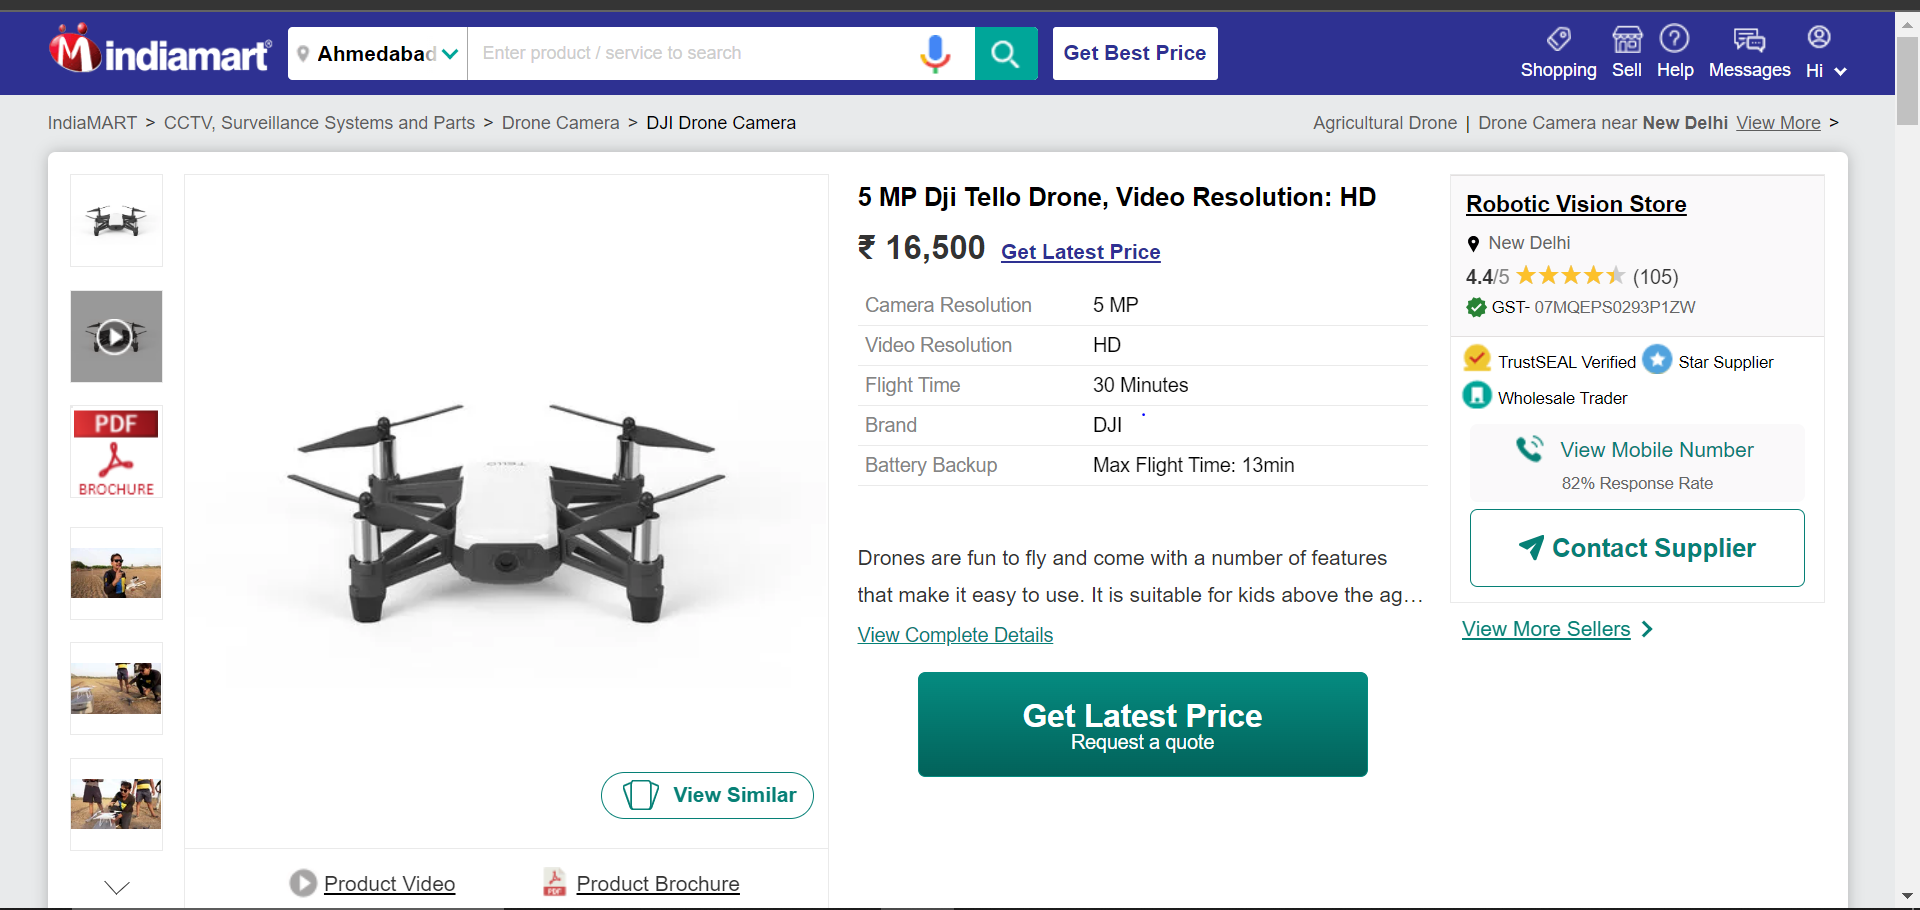 indiamart
Ahmedabad
Enter product / service to search
Get Best Price
Shopping
Sell
Help
Messages
Hi
IndiaMART > CCTV, Surveillance Systems and Parts > Drone Camera > DJI Drone Camera
Agricultural Drone | Drone Camera near New Delhi View More >
PDF
BROCHURE
TELLO
View Similar
Product Video
PDF
Product Brochure
5 MP Dji Tello Drone, Video Resolution: HD
₹ 16,500 Get Latest Price
Camera Resolution 5 MP
Video Resolution HD
Flight Time 30 Minutes
Brand DJI
Battery Backup Max Flight Time: 13min
Drones are fun to fly and come with a number of features
that make it easy to use. It is suitable for kids above the ag…
View Complete Details
Get Latest Price
Request a quote
Robotic Vision Store
New Delhi
4.4/5 (105)
GST- 07MQEPS0293P1ZW
TrustSEAL Verified Star Supplier
Wholesale Trader
View Mobile Number
82% Response Rate
Contact Supplier
View More Sellers